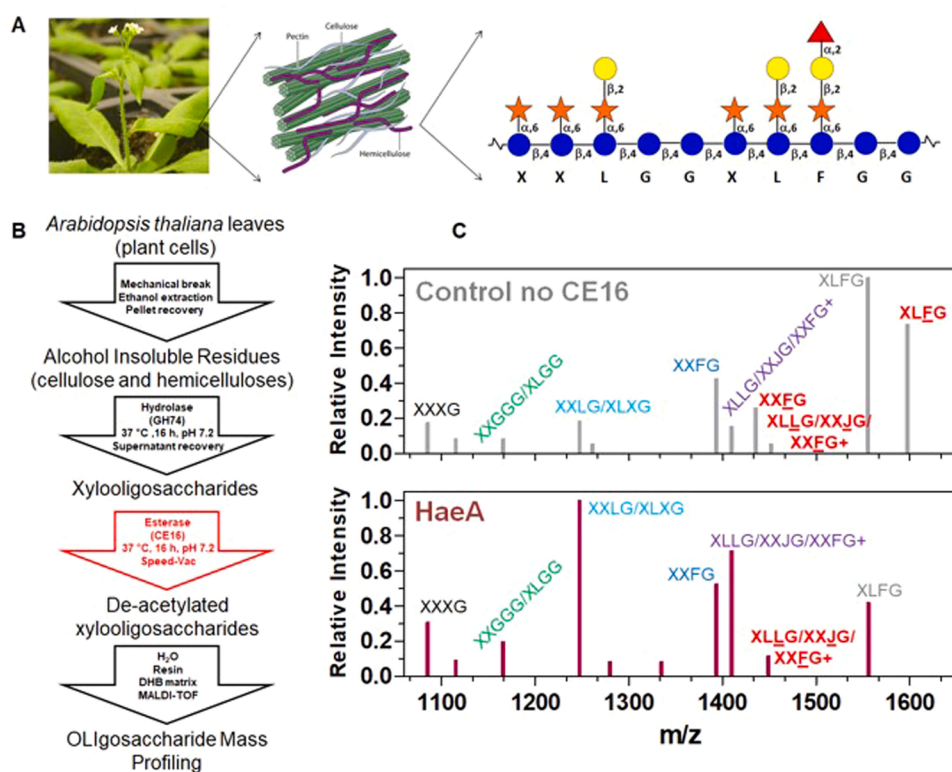 A
Pectin
Cellulose
Hemicellulose
α,2
β,2 β,2 β,2
α,6 α,6 α,6 α,6 α,6 α,6
β,4 β,4 β,4 β,4 β,4 β,4 β,4 β,4 β,4
X X L G G X L F G G
B
Arabidopsis thaliana leaves
(plant cells)
Mechanical break
Ethanol extraction
Pellet recovery
Alcohol Insoluble Residues
(cellulose and hemicelluloses)
Hydrolase
(GH74)
37 °C ,16 h, pH 7.2
Supernatant recovery
Xylooligosaccharides
Esterase
(CE16)
37 °C, 16 h, pH 7.2
Speed-Vac
De-acetylated
xylooligosaccharides
H₂O
Resin
DHB matrix
MALDI-TOF
OLIgosaccharide Mass
Profiling
C
Relative Intensity
1.0
0.8
0.6
0.4
0.2
0.0
Control no CE16
XXXG
XXGGG/XLGG
XXLG/XLXG
XXFG
XLLG/XXJG/XXFG+
XXFG
XLLG/XXJG/
XXFG+
XLFG
XLFG
Relative Intensity
1.0
0.8
0.6
0.4
0.2
0.0
HaeA
XXXG
XXGGG/XLGG
XXLG/XLXG
XXFG
XLLG/XXJG/XXFG+
XLLG/XXJG/
XXFG+
XLFG
1100 1200 1300 1400 1500 1600
m/z